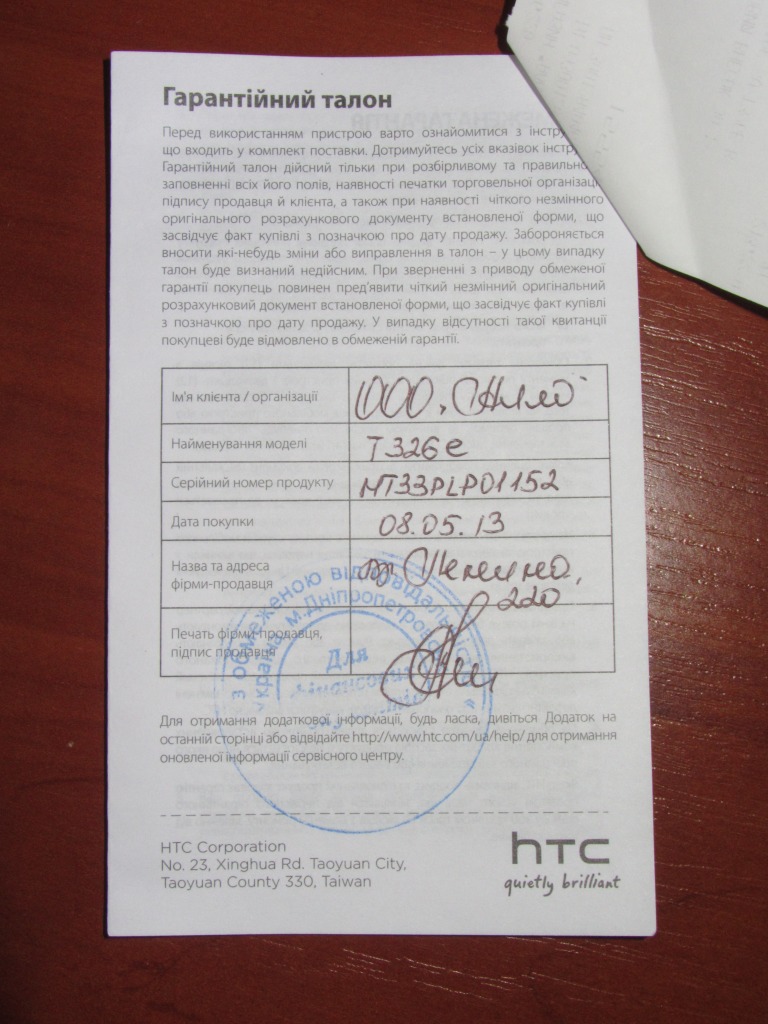 Гарантійний талон
Перед використанням пристрою варто ознайомитися з інстру
що входить у комплект поставки. Дотримуйтесь усіх вказівок інстру
Гарантійний талон дійсний тільки при розбірливому та правильно
заповненні всіх його полів, наявності печатки торговельної організаці
підпису продавця й клієнта, а також при наявності чіткого незмінного
оригінального розрахункового документу встановленої форми, що
засвідчує факт купівлі з позначкою про дату продажу. Забороняється
вносити які-небудь зміни або виправлення в талон – у цьому випадку
талон буде визнаний недійсним. При зверненні з приводу обмеженої
гарантії покупець повинен пред'явити чіткий незмінний оригінальний
розрахунковий документ встановленої форми, що засвідчує факт купівлі
з позначкою про дату продажу. У випадку відсутності такої квитанції
покупцеві буде відмовлено в обмеженій гарантії.
Ім'я клієнта / організації ООО
Найменування моделі T326e
Серійний номер продукту MT33PLP01152
Дата покупки 08.05.13
Назва та адреса
фірми-продавця
220
Печать фірми-продавця,
підпис продавця
з обмеженою відповідальністю
Україна, м.Дніпропетров
Для
Для отримання додаткової інформації, будь ласка, дивіться Додаток на
останній сторінці або відвідайте http://www.htc.com/ua/help/ для отримання
оновленої інформації сервісного центру.
HTC Corporation
No. 23, Xinghua Rd. Taoyuan City,
Taoyuan County 330, Taiwan
hTC
quietly brilliant